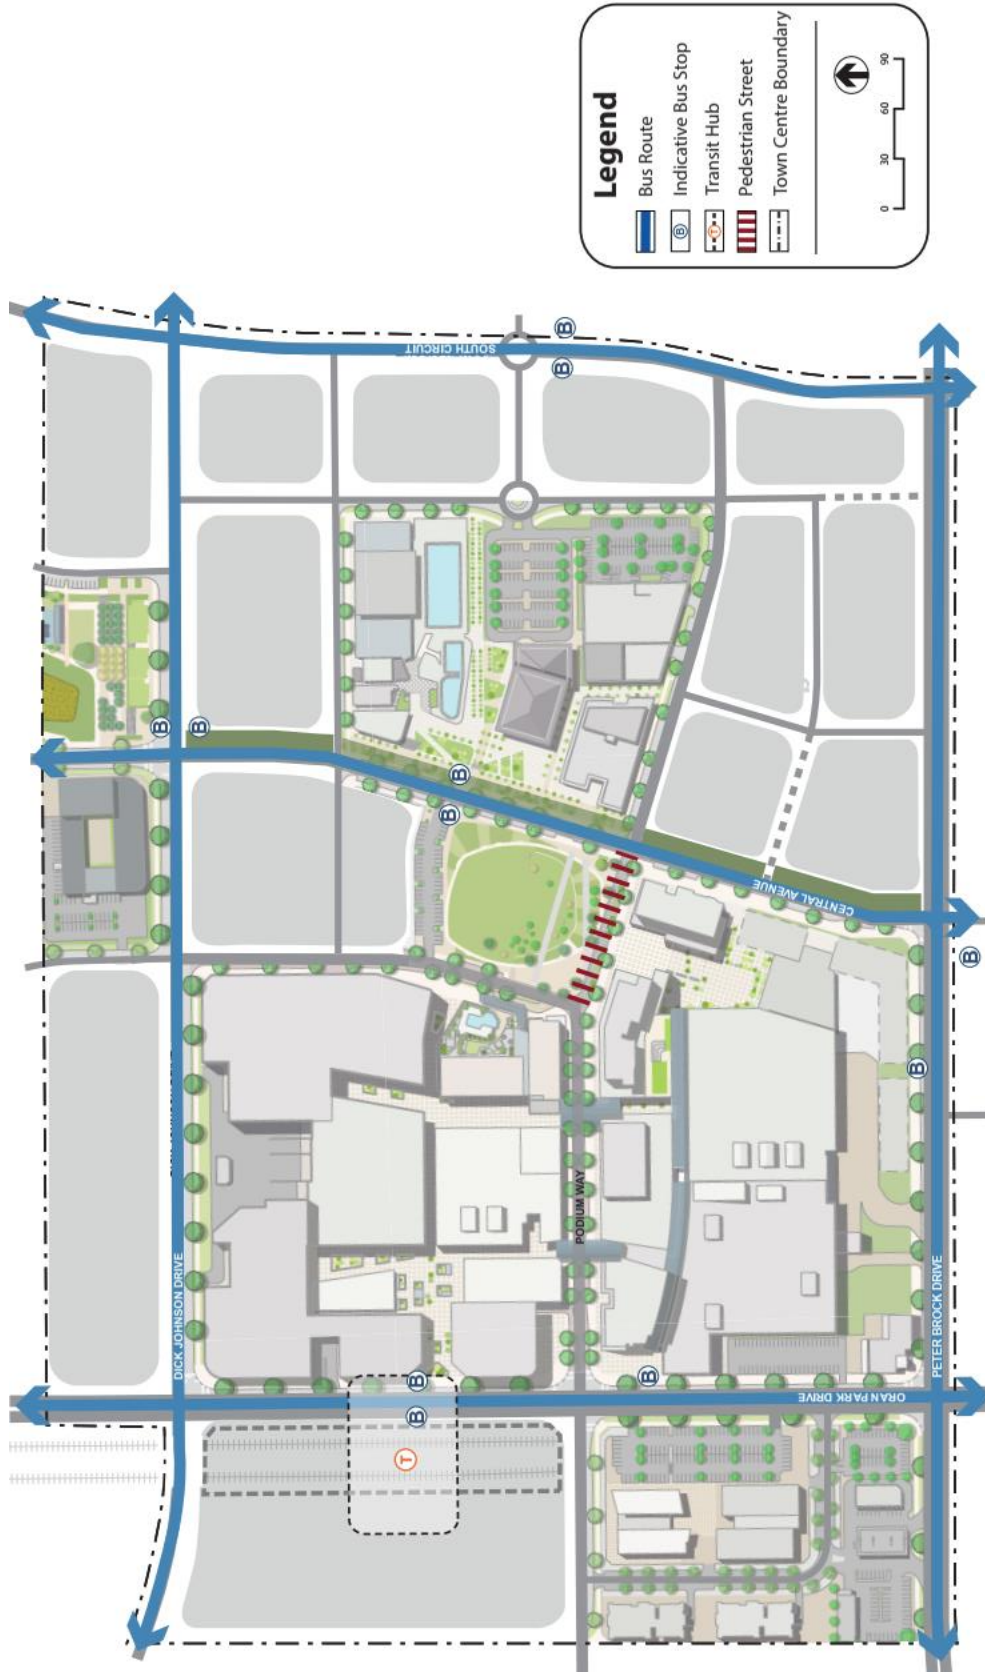 Legend
Bus Route
B
Indicative Bus Stop
T
Transit Hub
Pedestrian Street
Town Centre Boundary
0 30 60 90
SOUTH CIRCUIT
B
B
B
B
B
B
CENTRAL AVENUE
B
B
PODIUM WAY
DICK JOHNSON DRIVE
PETER BROCK DRIVE
ORAN PARK DRIVE
B
B
B
T